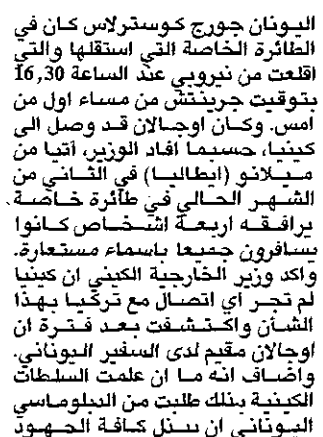 اليونان جورج كوسترلاس كان في
الطائرة الخاصة التي استقلها والتي
اقلعت من نيروبي عند الساعة 16,30
بتوقيت جرينتش من مساء اول من
امس. وكان اوجالان قد وصل الى
كينيا، حسبما افاد الوزير، آتيا من
ميلانو (ايطاليا) في الثاني من
الشهر الحالي في طائرة خاصة
يرافقه اربعة اشخاص كانوا
يسافرون جميعا باسماء مستعارة.
واكد وزير الخارجية الكيني ان كينيا
لم تجر اي اتصال مع تركيا بهذا
الشأن واكتشفت بعد فترة ان
اوجالان مقيم لدى السفير اليوناني.
واضاف انه ما ان علمت السلطات
الكينية بذلك طلبت من الدبلوماسي
اليوناني ان يبذل كافة الجهود